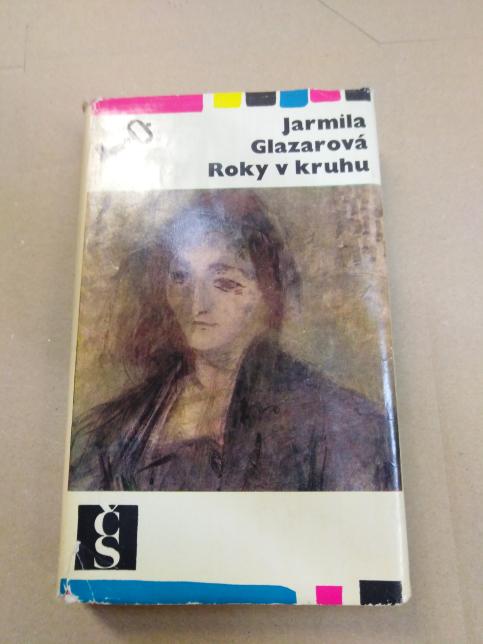 Jarmila
Glazarová
Roky v kruhu
ČS